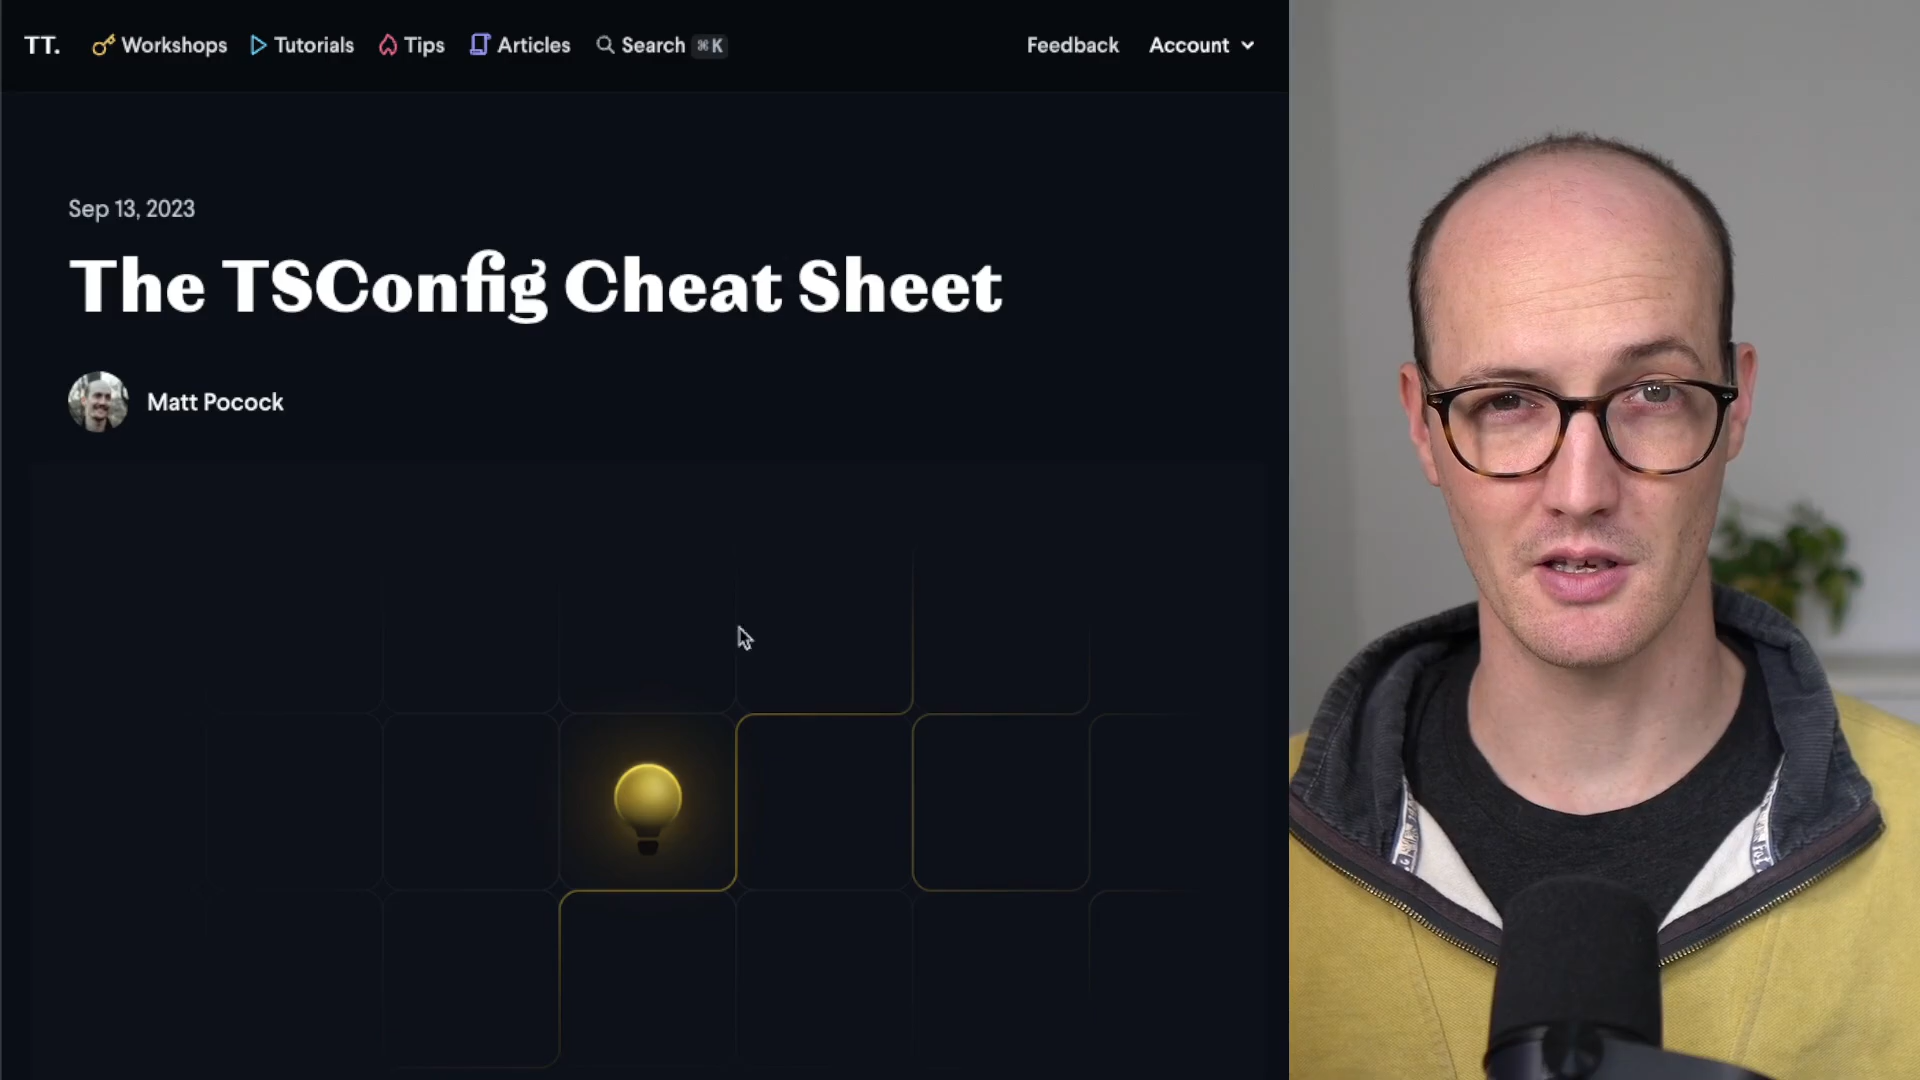 TT.
Workshops
Tutorials
Tips
Articles
Search
⌘K
Feedback
Account
Sep 13, 2023
The TSConfig Cheat Sheet
Matt Pocock